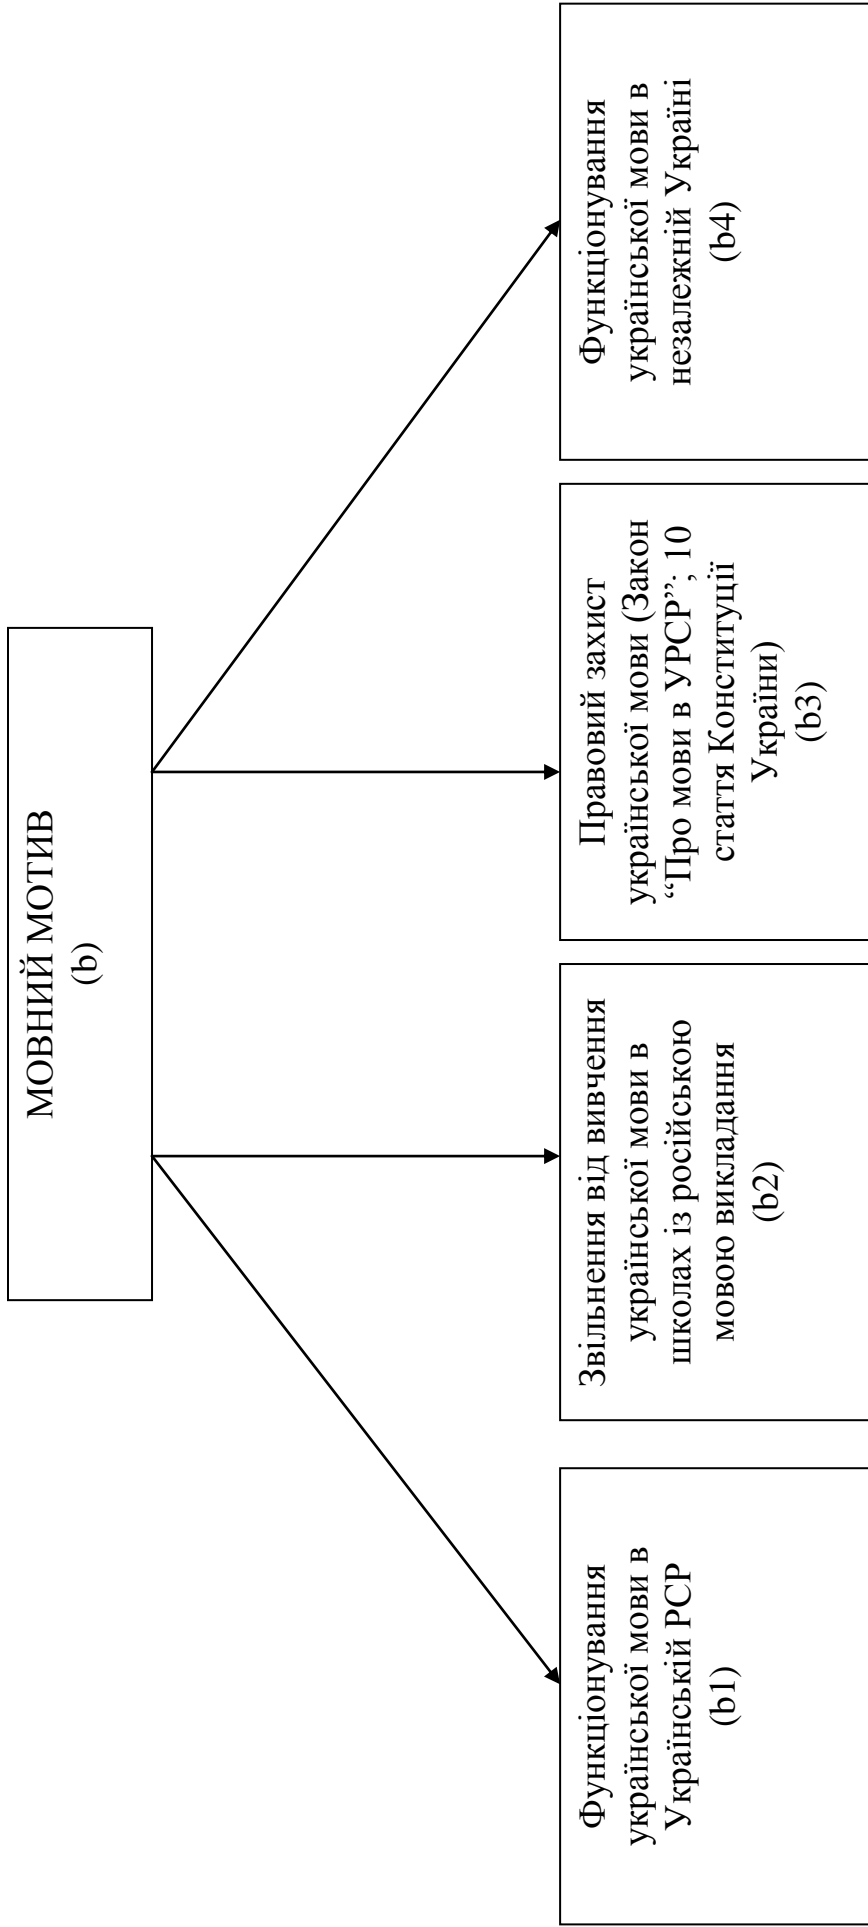 МОВНИЙ МОТИВ
(b)
Функціонування
української мови в
Українській РСР
(b1)
Звільнення від вивчення
української мови в
школах із російською
мовою викладання
(b2)
Правовий захист
української мови (Закон
“Про мови в УРСР”; 10
стаття Конституції
України)
(b3)
Функціонування
української мови в
незалежній Україні
(b4)